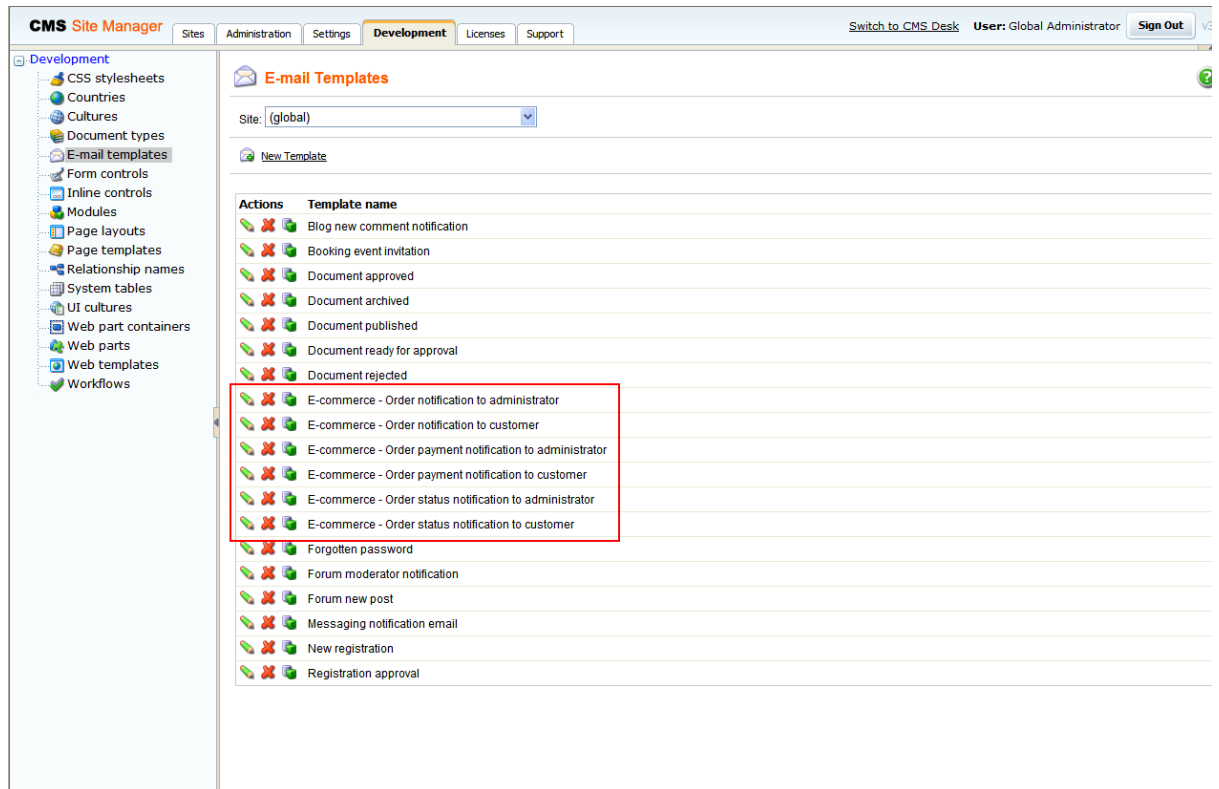 CMS Site Manager
Sites Administration Settings Development Licenses Support
Switch to CMS Desk User: Global Administrator Sign Out v3
Development
CSS stylesheets
Countries
Cultures
Document types
E-mail templates
Form controls
Inline controls
Modules
Page layouts
Page templates
Relationship names
System tables
UI cultures
Web part containers
Web parts
Web templates
Workflows
E-mail Templates
?
Site: (global)
New Template
Actions Template name
Blog new comment notification
Booking event invitation
Document approved
Document archived
Document published
Document ready for approval
Document rejected
E-commerce - Order notification to administrator
E-commerce - Order notification to customer
E-commerce - Order payment notification to administrator
E-commerce - Order payment notification to customer
E-commerce - Order status notification to administrator
E-commerce - Order status notification to customer
Forgotten password
Forum moderator notification
Forum new post
Messaging notification email
New registration
Registration approval